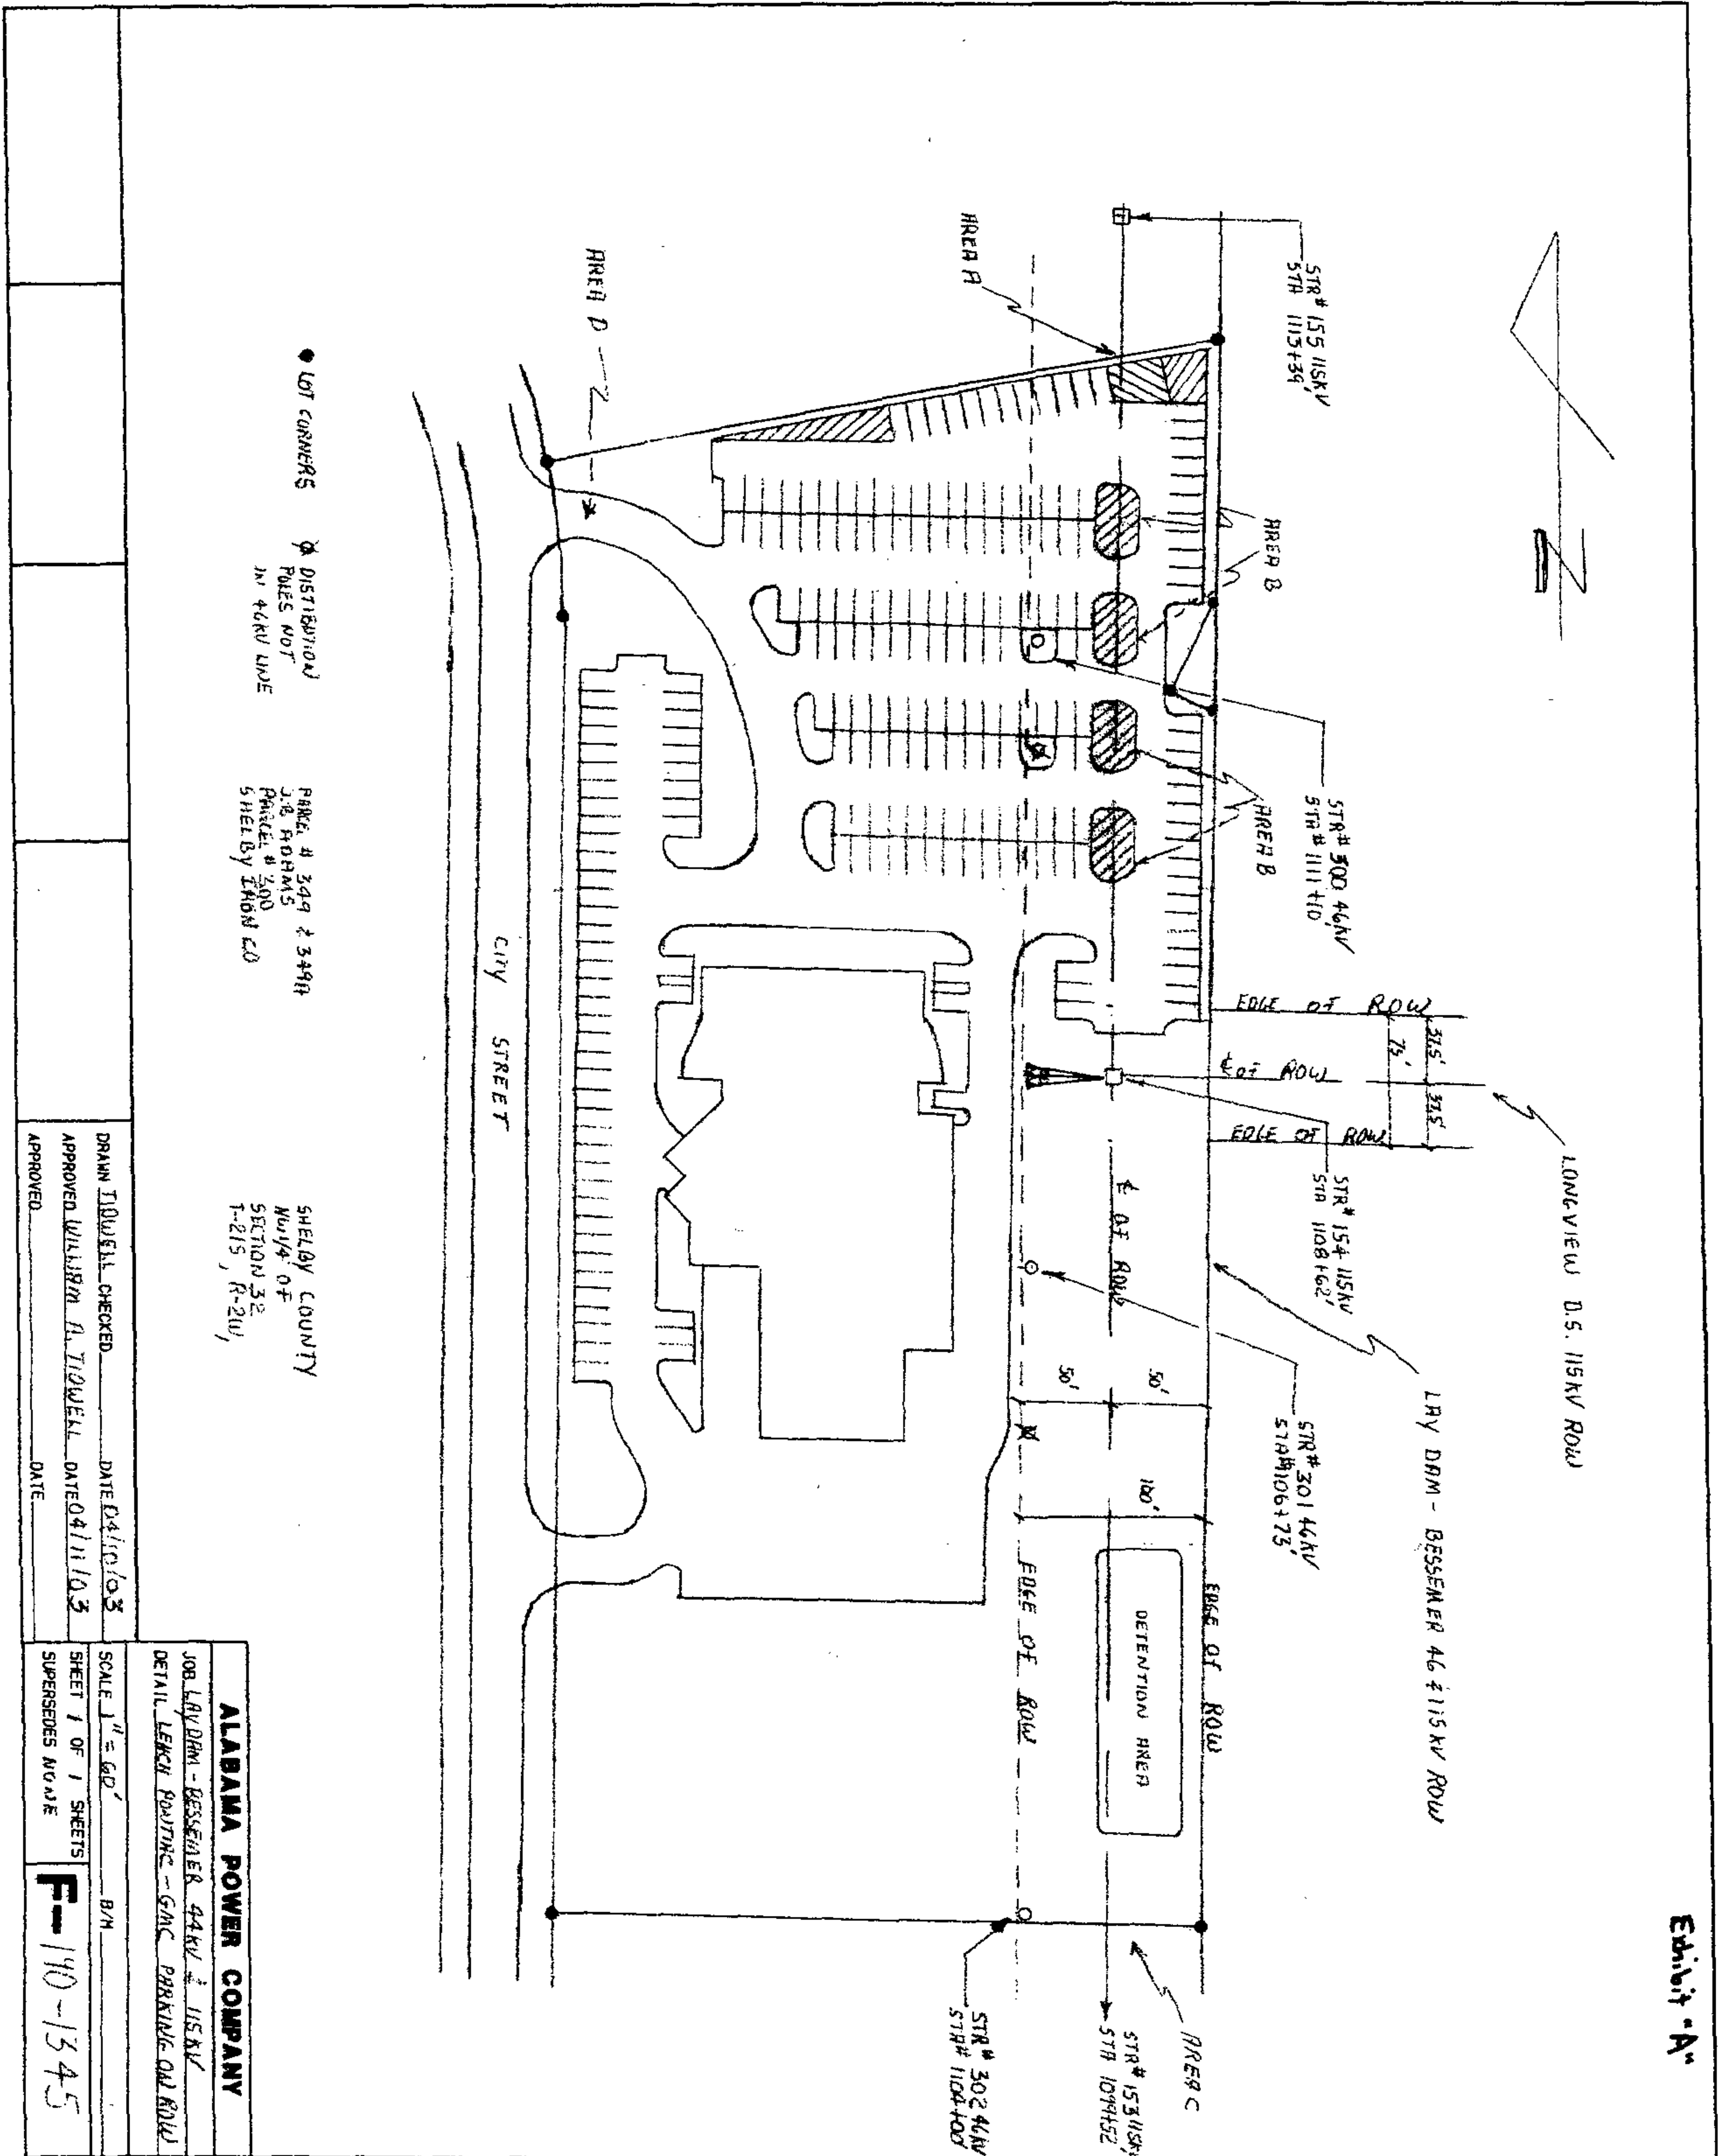 Exhibit "A"
LONGVIEW D.S. 115KV ROW
LAY DAM - BESSEMER 46 & 115 KV ROW
STR# 155 115KV
STA 1113+39'
STR# 300 46KV
STA# 1111+10'
EDGE OF ROW
37.5'
75'
℄ OF ROW
37.5'
EDGE OF ROW
STR# 154 115KV
STA 1108+62'
STR# 301 46KV
STA# 1106+73'
AREA A
AREA B
AREA B
℄ OF ROW
50'
50'
100'
EDGE OF ROW
DETENTION AREA
EDGE OF ROW
AREA C
STR# 153 115KV
STA 1099+52
STR# 302 46KV
STA# 1104+00'
AREA D
CITY STREET
● LOT CORNERS
DISTIBUTION
POLES NOT
IN 46KV LINE
PARCEL # 349 & 349A
J.R. ADAMS
PARCEL # 300
SHELBY IRON CO
SHELBY COUNTY
NW1/4 OF
SECTION 32
T-21S, R-2W,
ALABAMA POWER COMPANY
JOB LAY DAM - BESSEMER 44KV & 115KV
DETAIL LEMCH PONTIAC - GMC PARKING ON ROW
DRAWN TIDWELL CHECKED DATE 04/10/03
APPROVED WILLIAM A. TIDWELL DATE 04/11/03
APPROVED DATE
SCALE 1"=60' B/M
SHEET 1 OF 1 SHEETS
SUPERSEDES NONE
F-140-1345